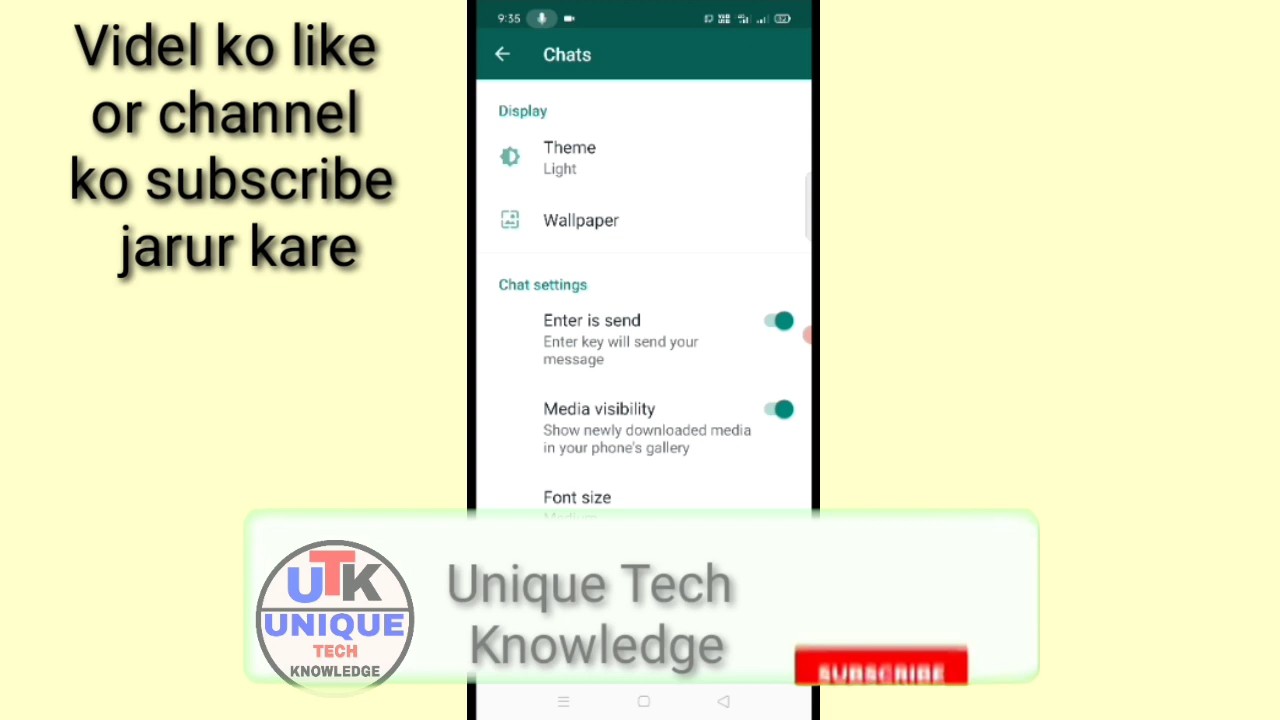 Videl ko like
or channel
ko subscribe
jarur kare
9:35
Chats
Display
Theme
Light
Wallpaper
Chat settings
Enter is send
Enter key will send your
message
Media visibility
Show newly downloaded media
in your phone's gallery
Font size
Medium
UTK
UNIQUE
TECH
KNOWLEDGE
Unique Tech
Knowledge
SUBSCRIBE